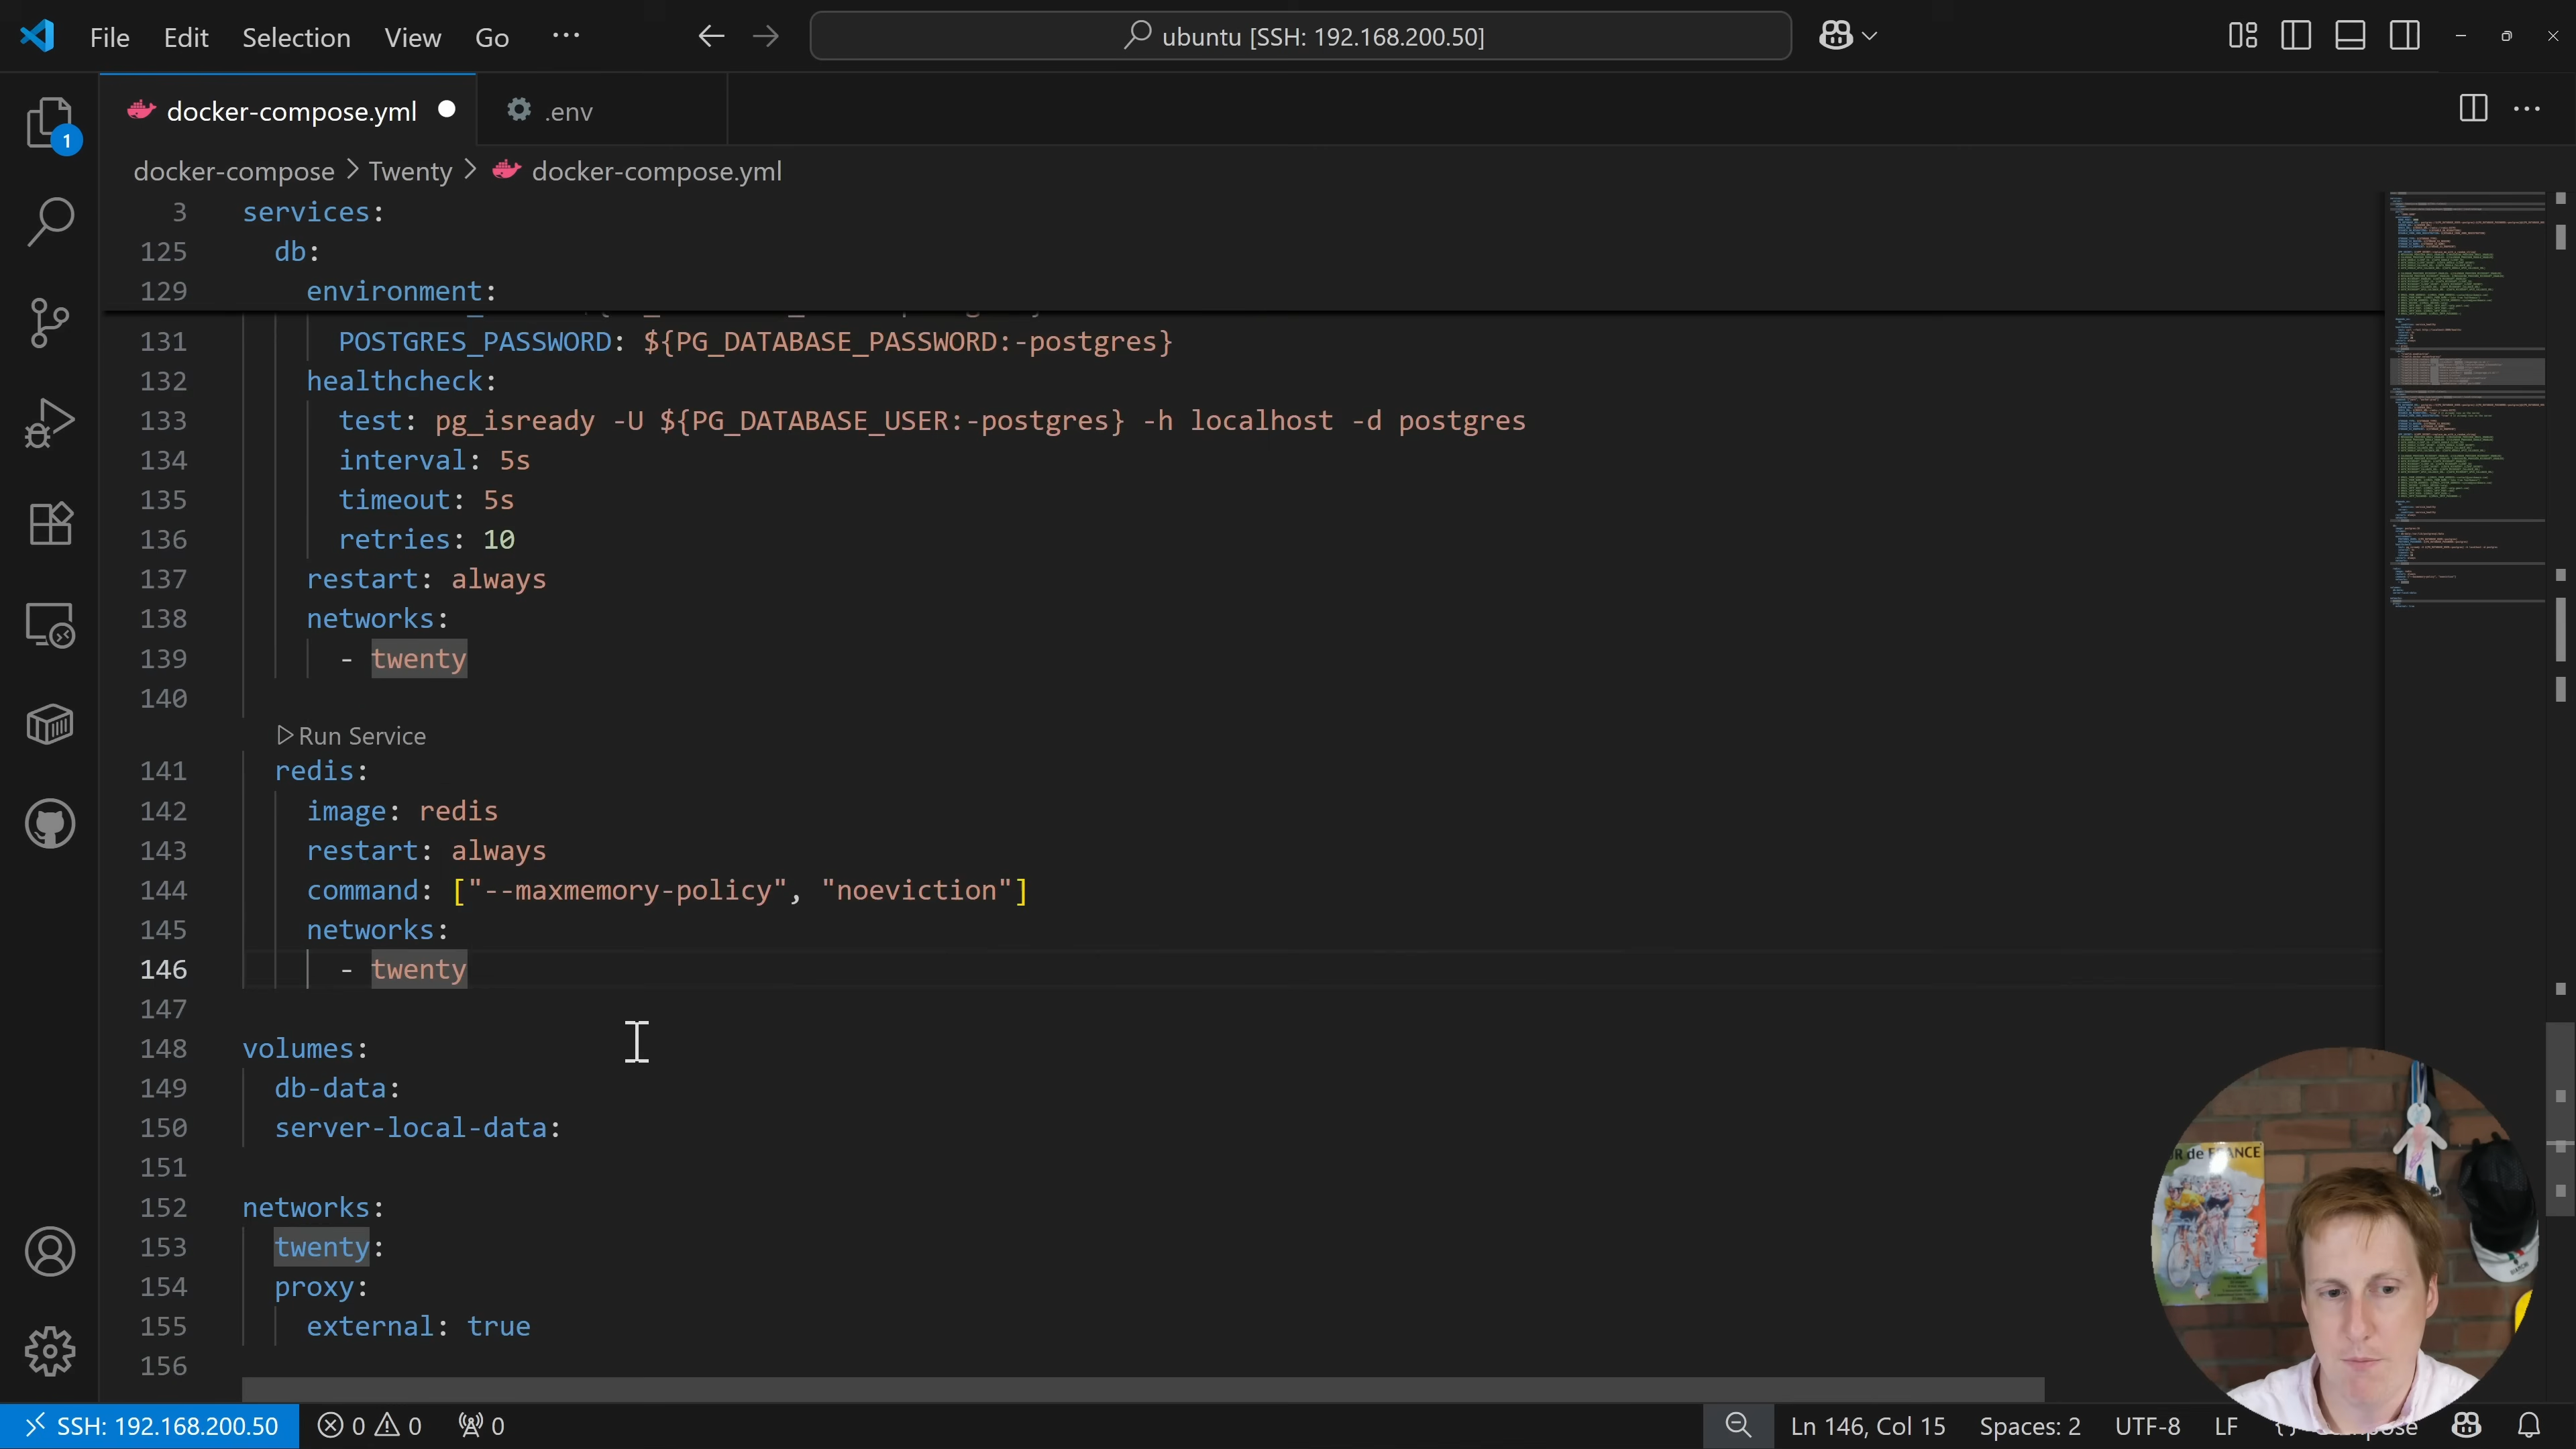 File Edit Selection View Go ··· ubuntu [SSH: 192.168.200.50]
docker-compose.yml .env
1
docker-compose > Twenty > docker-compose.yml
3 services:
125 db:
129 environment:
131 POSTGRES_PASSWORD: ${PG_DATABASE_PASSWORD:-postgres}
132 healthcheck:
133 test: pg_isready -U ${PG_DATABASE_USER:-postgres} -h localhost -d postgres
134 interval: 5s
135 timeout: 5s
136 retries: 10
137 restart: always
138 networks:
139 - twenty
140
Run Service
141 redis:
142 image: redis
143 restart: always
144 command: ["--maxmemory-policy", "noeviction"]
145 networks:
146 - twenty
147
148 volumes:
149 db-data:
150 server-local-data:
151
152 networks:
153 twenty:
154 proxy:
155 external: true
156
SSH: 192.168.200.50 0 0 0 Ln 146, Col 15 Spaces: 2 UTF-8 LF